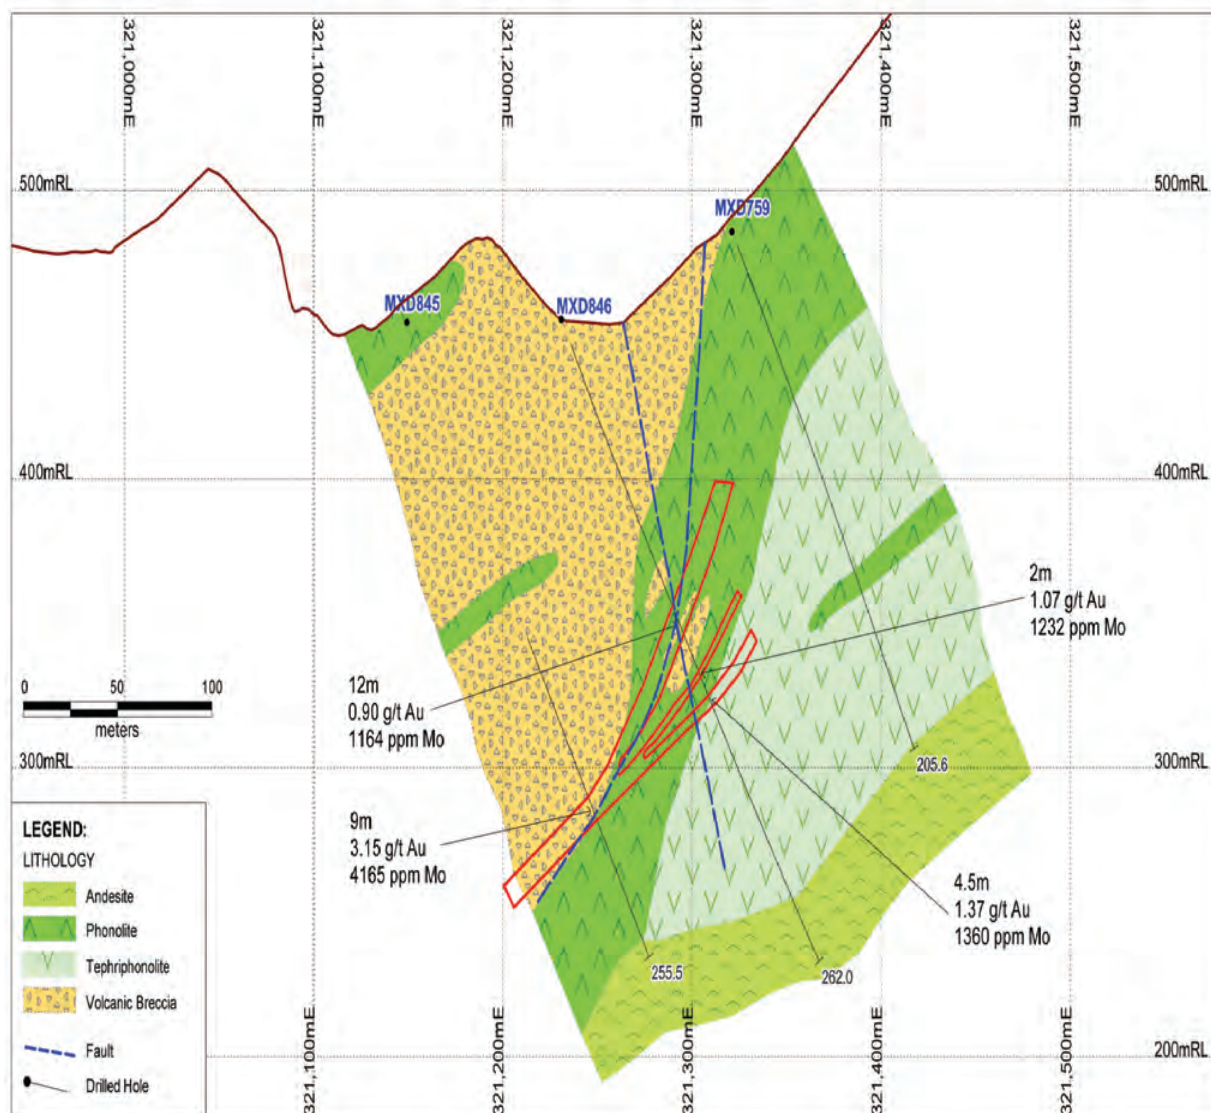 321,000mE
321,100mE
321,200mE
321,300mE
321,400mE
321,500mE
500mRL
500mRL
MXD759
MXD845
MXD846
400mRL
400mRL
2m
1.07 g/t Au
1232 ppm Mo
12m
0.90 g/t Au
1164 ppm Mo
0 50 100
meters
300mRL
300mRL
205.6
9m
3.15 g/t Au
4165 ppm Mo
4.5m
1.37 g/t Au
1360 ppm Mo
255.5
262.0
LEGEND:
LITHOLOGY
Andesite
Phonolite
Tephriphonolite
Volcanic Breccia
Fault
Drilled Hole
200mRL
321,100mE
321,200mE
321,300mE
321,400mE
321,500mE